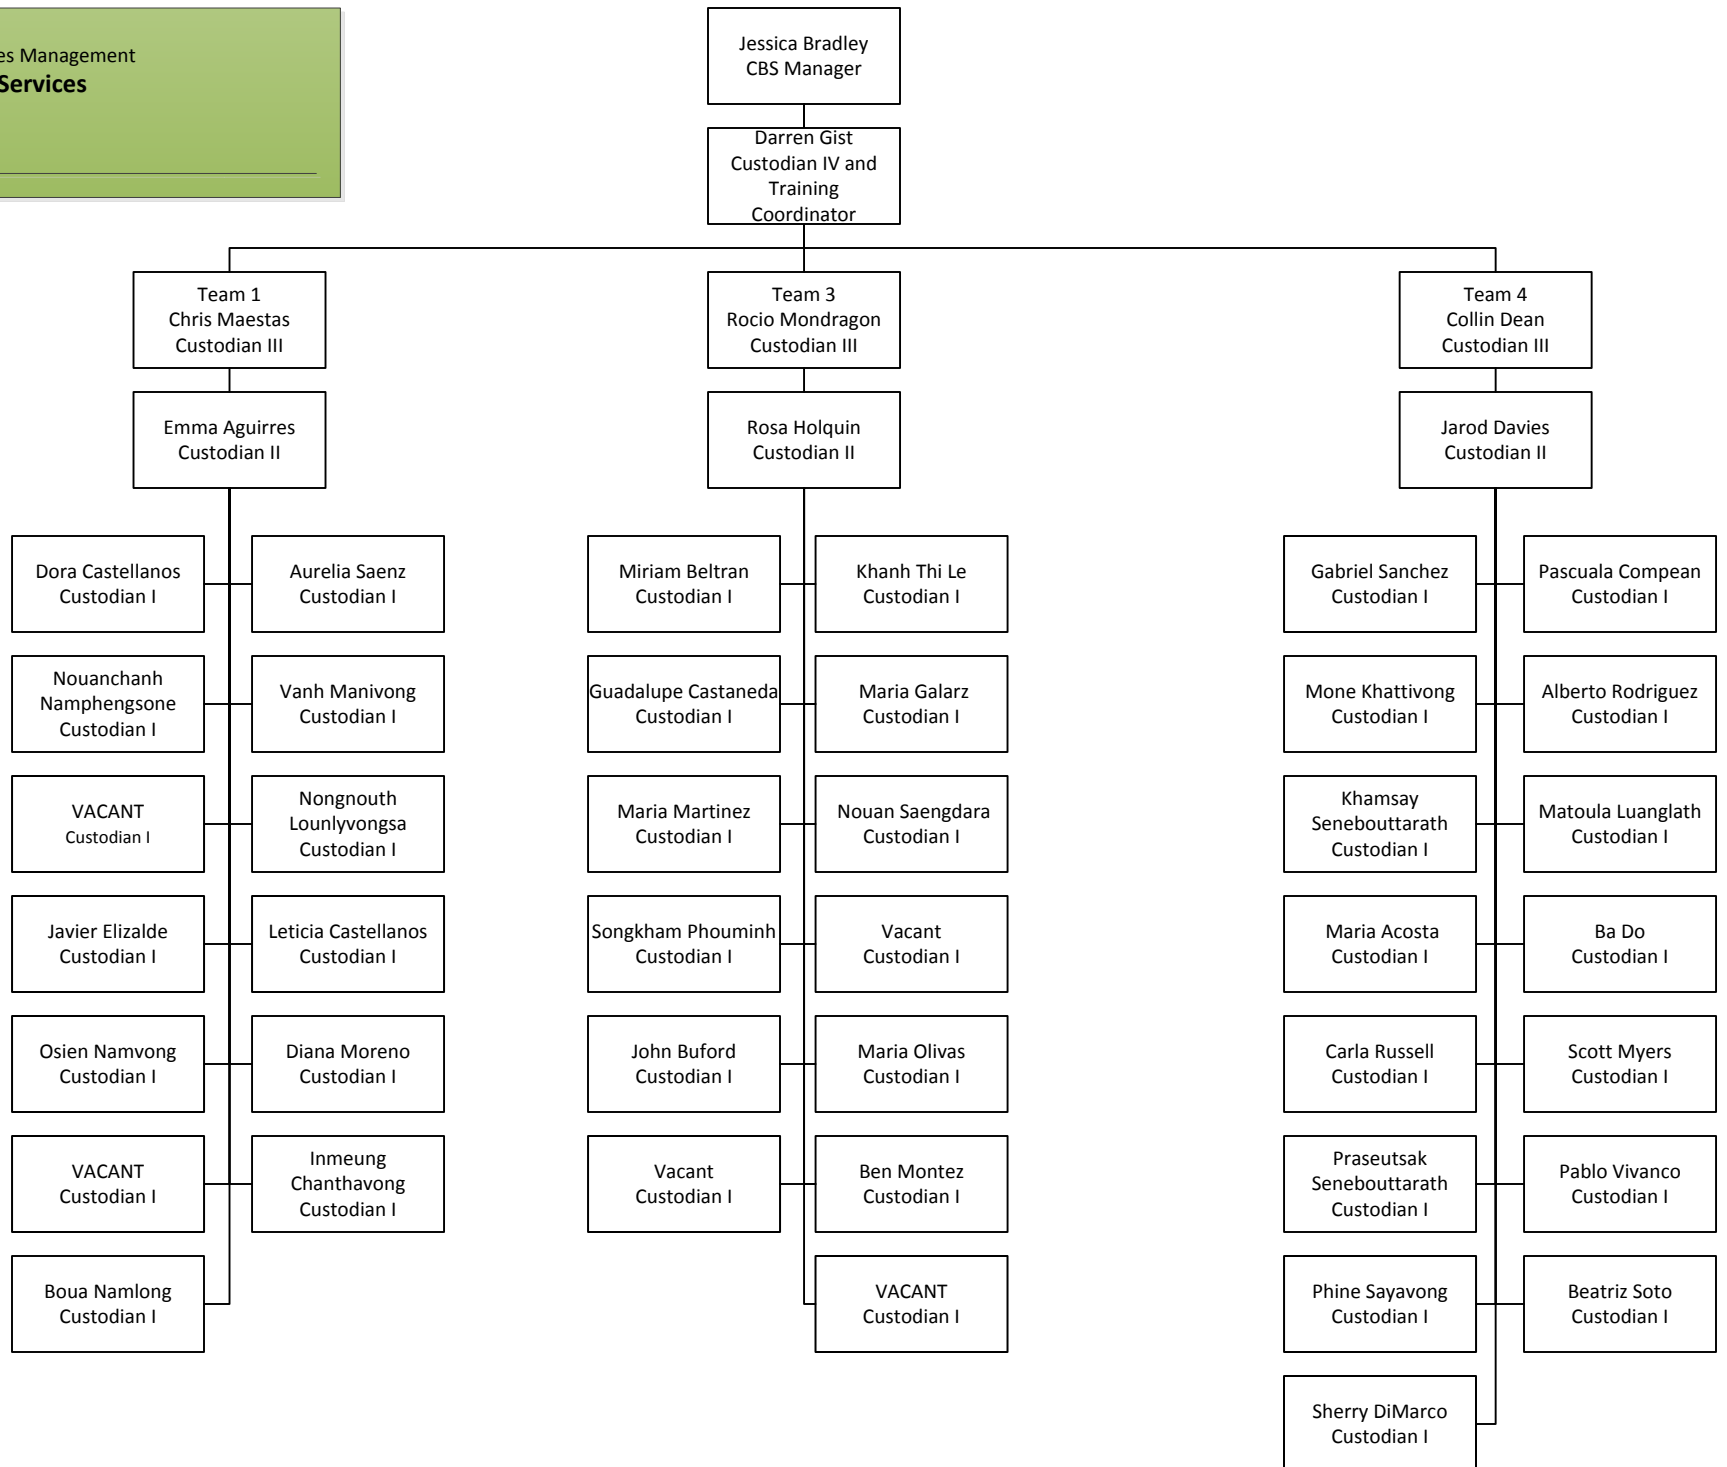 Management
Services
Jessica Bradley
CBS Manager
Darren Gist
Custodian IV and
Training
Coordinator
Team 1
Chris Maestas
Custodian III
Team 3
Rocio Mondragon
Custodian III
Team 4
Collin Dean
Custodian III
Emma Aguirres
Custodian II
Rosa Holquin
Custodian II
Jarod Davies
Custodian II
Dora Castellanos
Custodian I
Aurelia Saenz
Custodian I
Nouanchanh
Namphengsone
Custodian I
Vanh Manivong
Custodian I
VACANT
Custodian I
Nongnouth
Lounlyvongsa
Custodian I
Javier Elizalde
Custodian I
Leticia Castellanos
Custodian I
Osien Namvong
Custodian I
Diana Moreno
Custodian I
VACANT
Custodian I
Inmeung
Chanthavong
Custodian I
Boua Namlong
Custodian I
Miriam Beltran
Custodian I
Khanh Thi Le
Custodian I
Guadalupe Castaneda
Custodian I
Maria Galarz
Custodian I
Maria Martinez
Custodian I
Nouan Saengdara
Custodian I
Songkham Phouminh
Custodian I
Vacant
Custodian I
John Buford
Custodian I
Maria Olivas
Custodian I
Vacant
Custodian I
Ben Montez
Custodian I
VACANT
Custodian I
Gabriel Sanchez
Custodian I
Pascuala Compean
Custodian I
Mone Khattivong
Custodian I
Alberto Rodriguez
Custodian I
Khamsay
Senebouttarath
Custodian I
Matoula Luanglath
Custodian I
Maria Acosta
Custodian I
Ba Do
Custodian I
Carla Russell
Custodian I
Scott Myers
Custodian I
Praseutsak
Senebouttarath
Custodian I
Pablo Vivanco
Custodian I
Phine Sayavong
Custodian I
Beatriz Soto
Custodian I
Sherry DiMarco
Custodian I